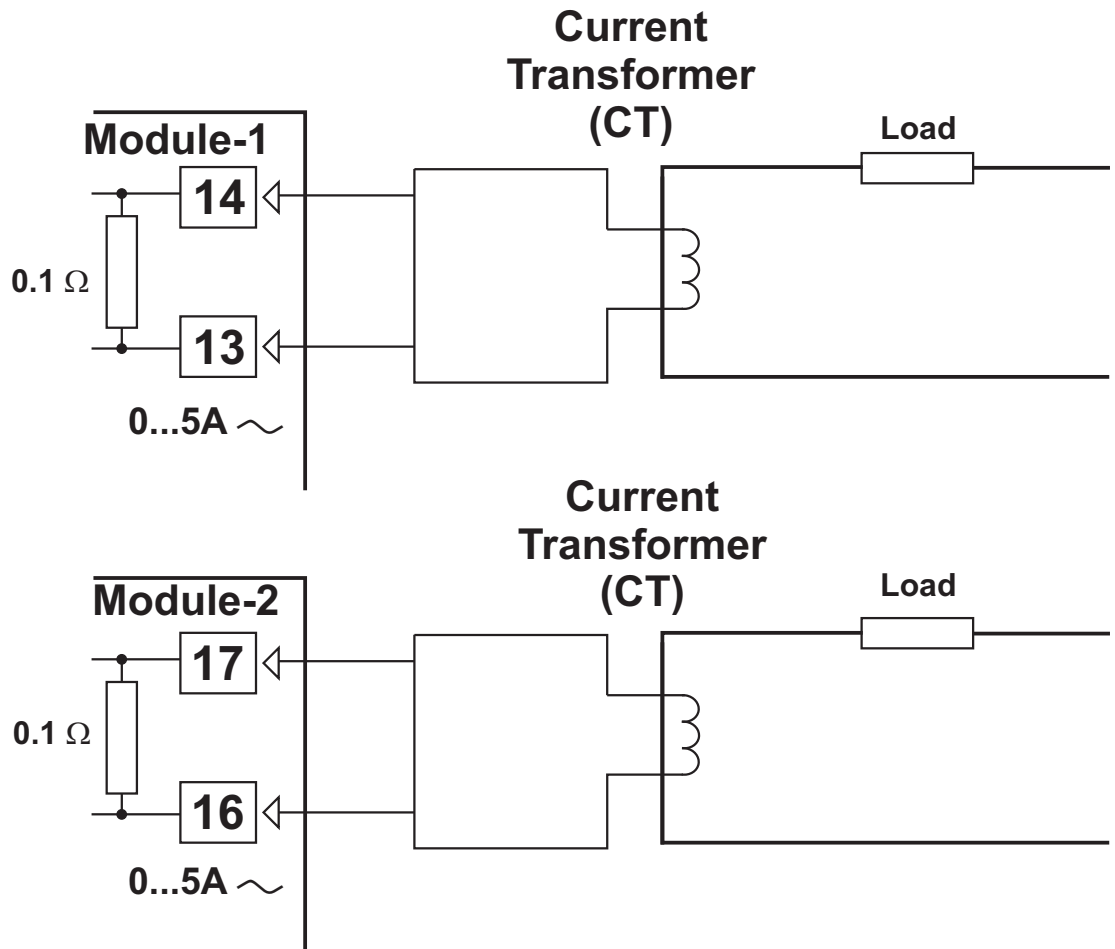 Current
Transformer
(CT)
Load
Module-1
14
0.1 Ω
13
0...5A
Current
Transformer
(CT)
Load
Module-2
17
0.1 Ω
16
0...5A